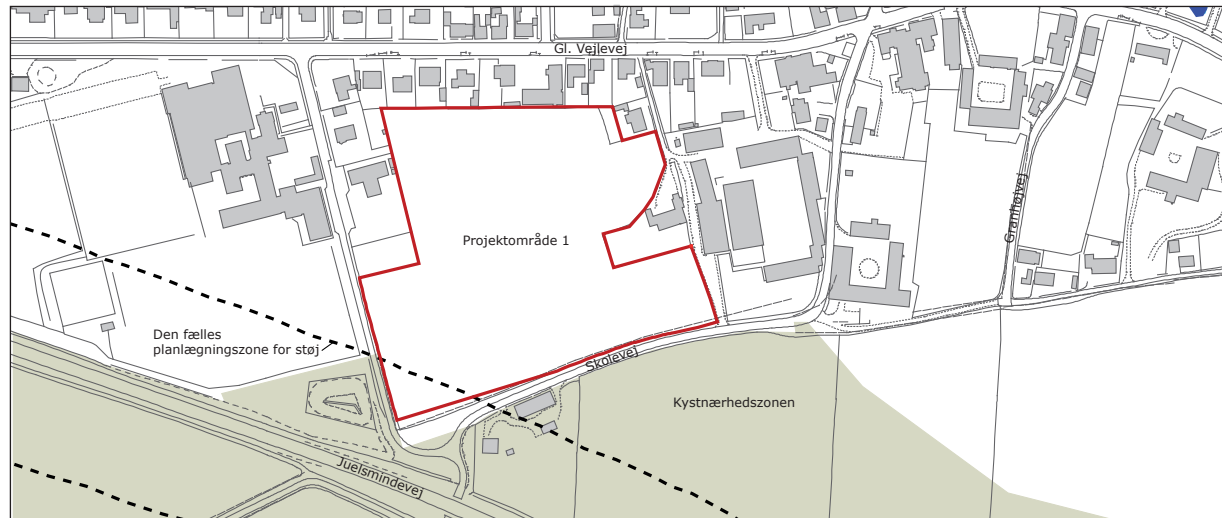 Gl. Vejlevej
Granhøjvej
Projektområde 1
Den fælles
planlægningszone for støj
Skolevej
Kystnærhedszonen
Juelsmindevej